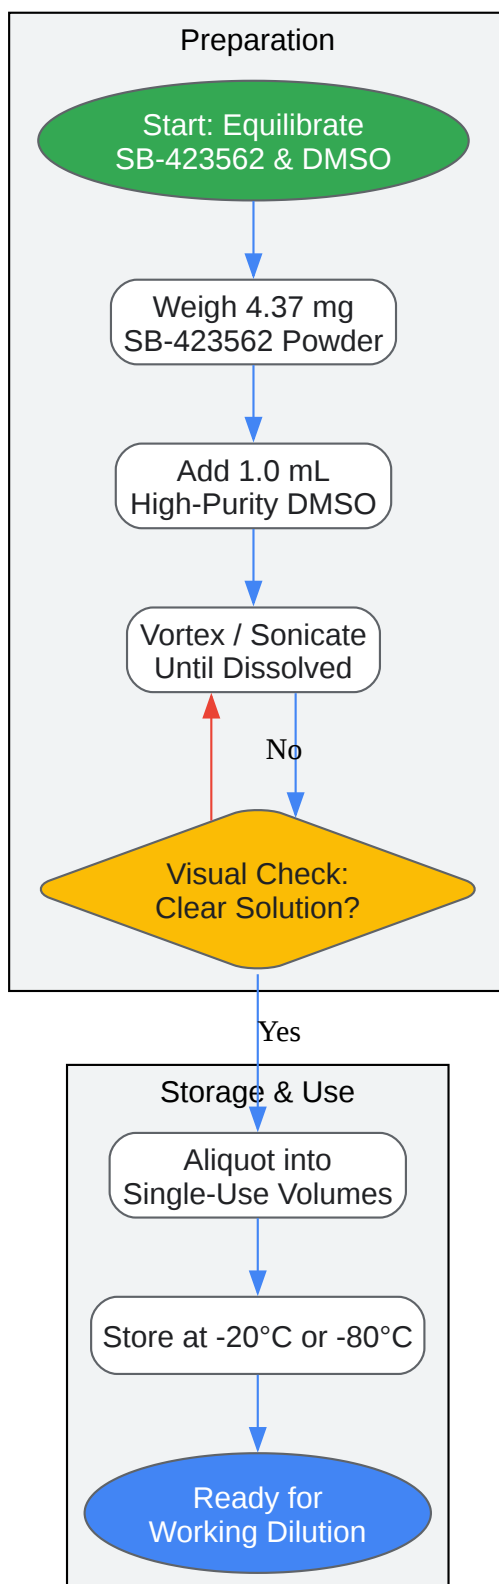 Preparation
Start: Equilibrate
SB-423562 & DMSO
Weigh 4.37 mg
SB-423562 Powder
Add 1.0 mL
High-Purity DMSO
Vortex / Sonicate
Until Dissolved
No
Visual Check:
Clear Solution?
Yes
Storage & Use
Aliquot into
Single-Use Volumes
Store at -20°C or -80°C
Ready for
Working Dilution